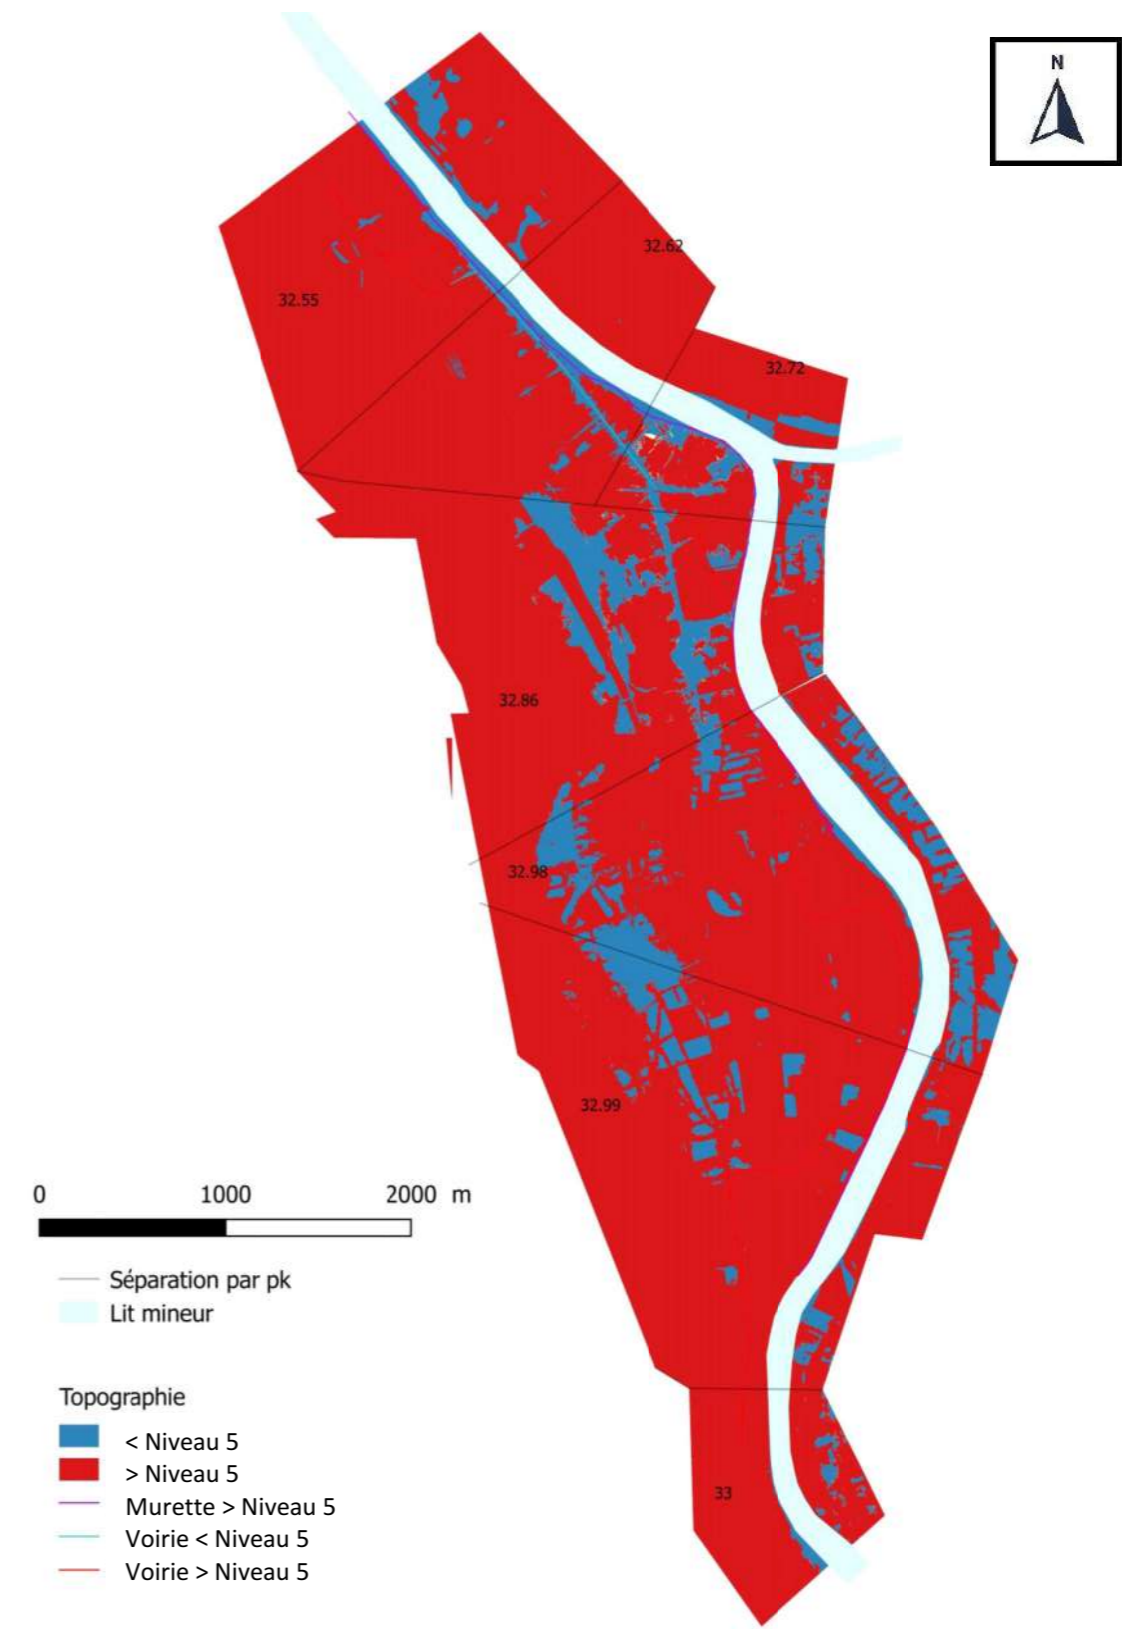 N
32.62
32.55
32.72
32.86
32.98
32.99
0 1000 2000 m
Séparation par pk
Lit mineur
Topographie
< Niveau 5
> Niveau 5
Murette > Niveau 5
33
Voirie < Niveau 5
Voirie > Niveau 5